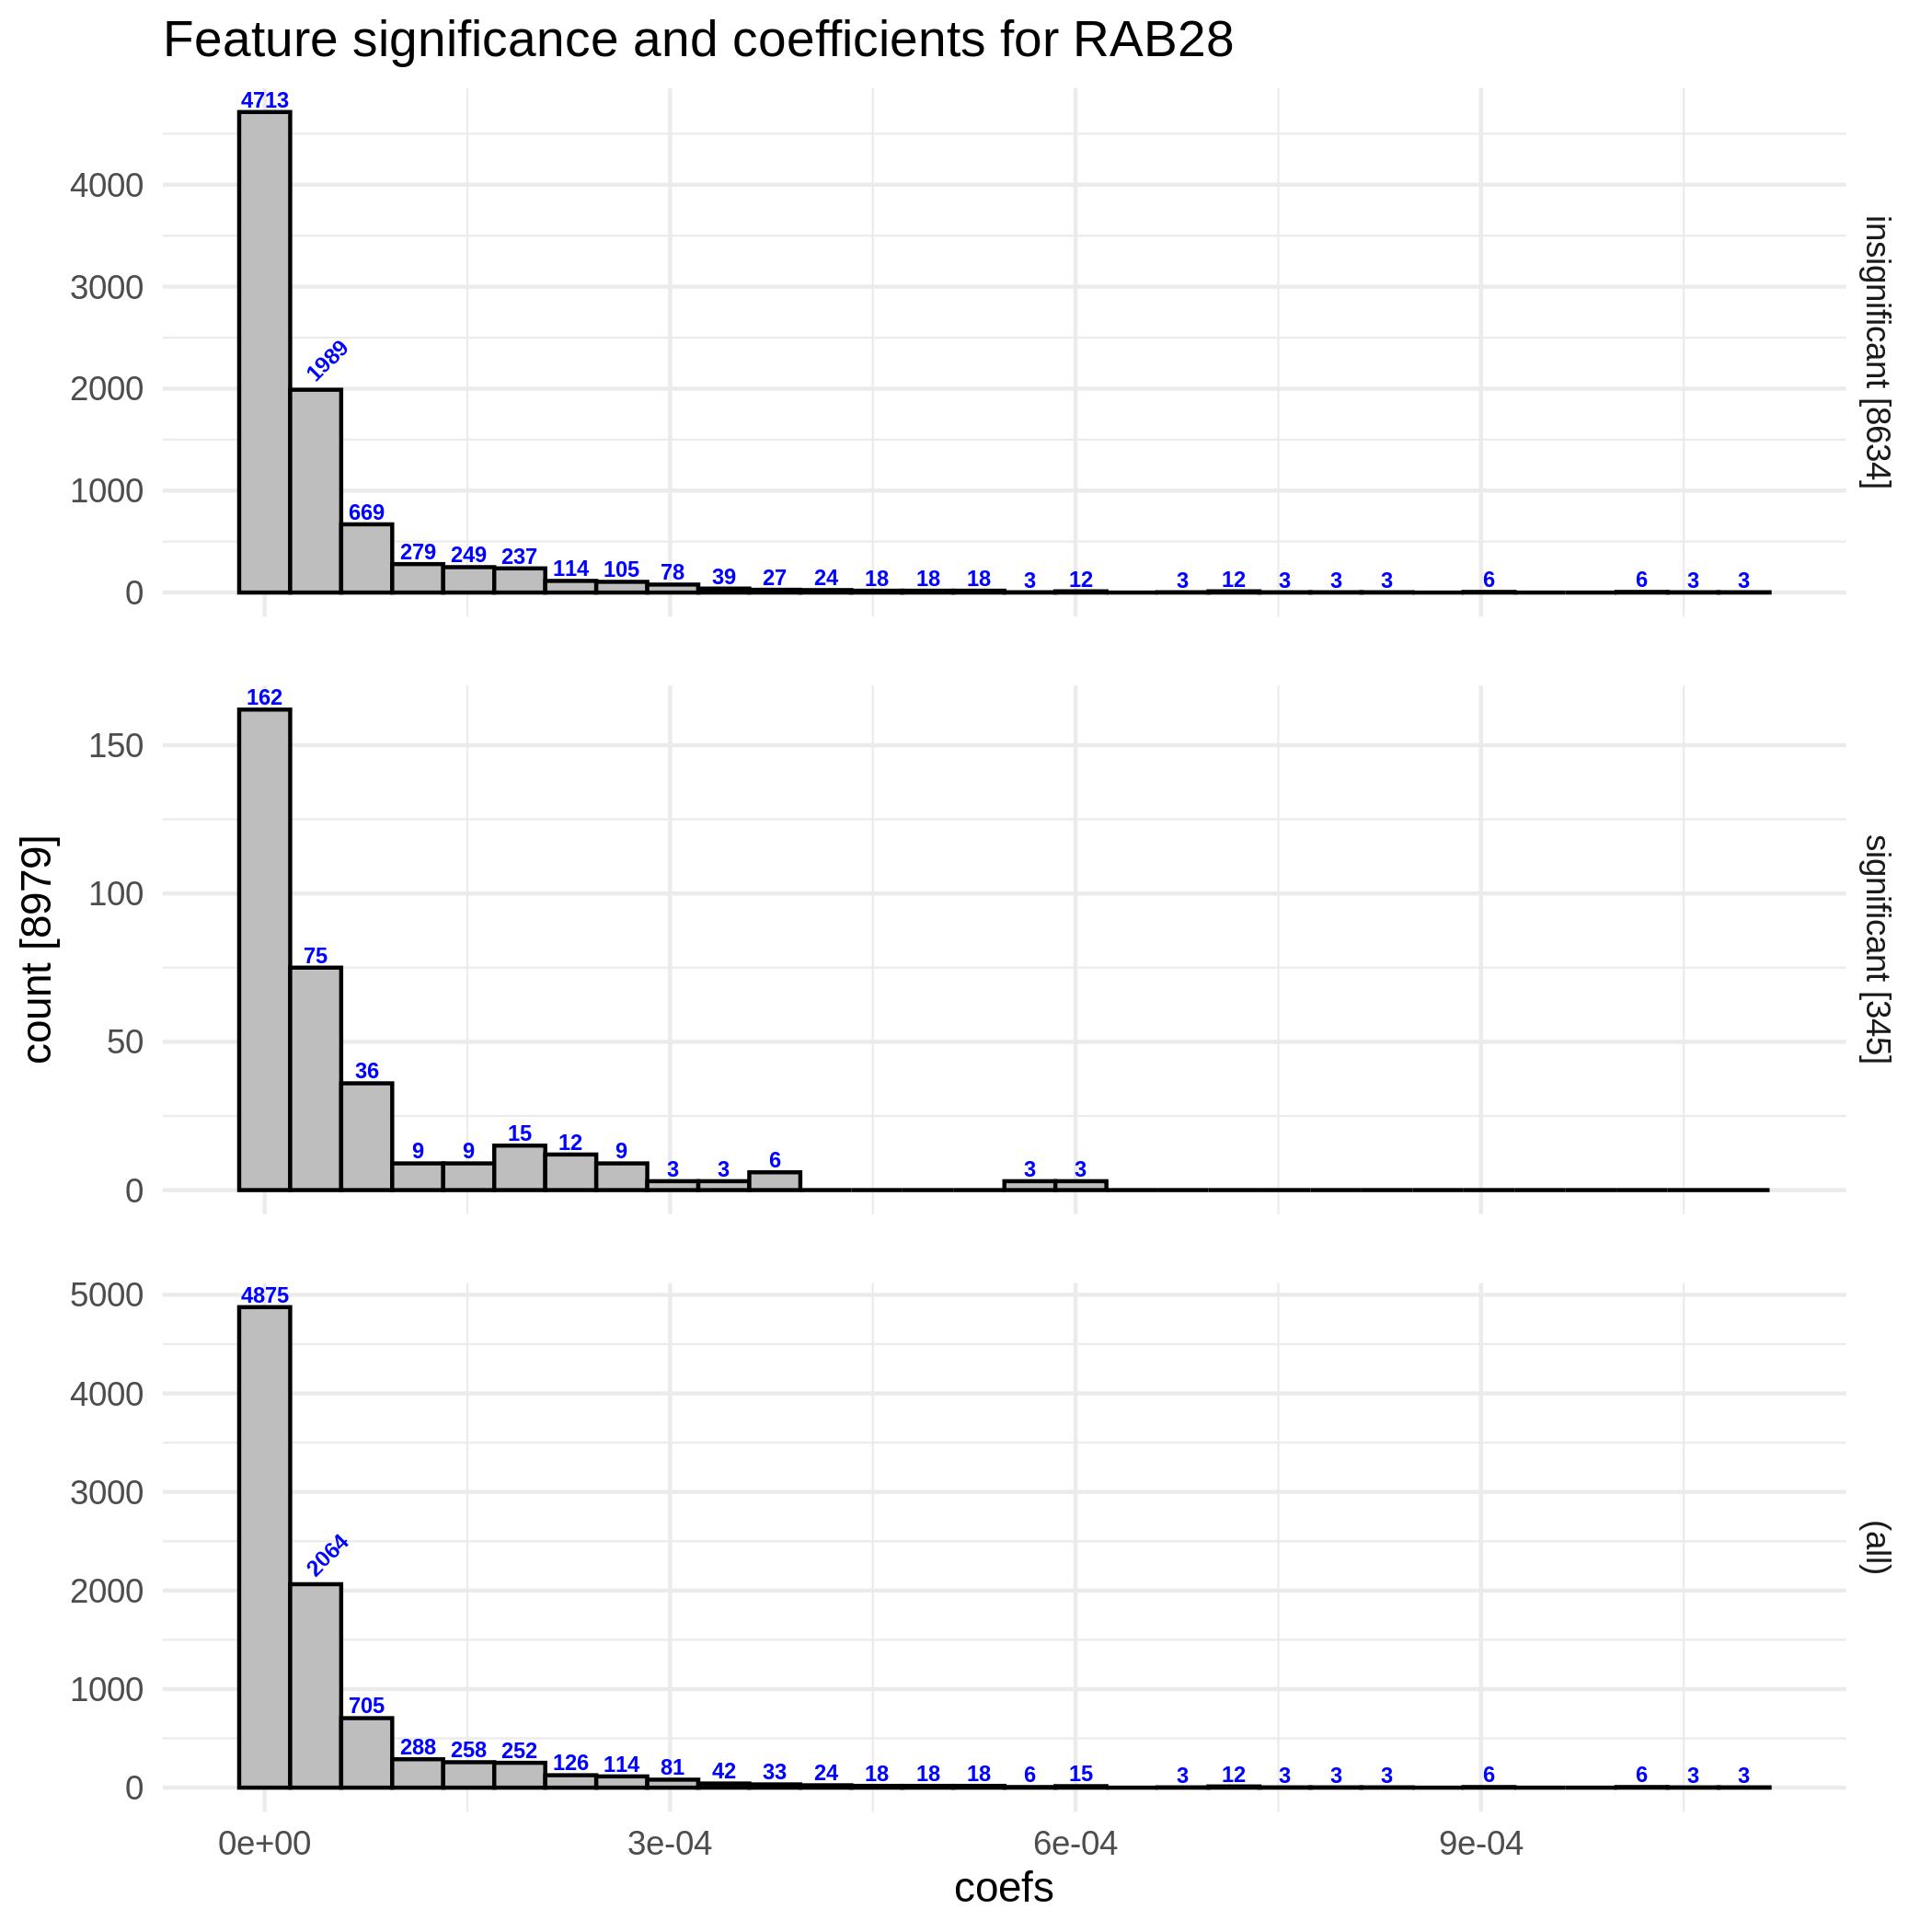 Feature significance and coefficients for RAB28
4713
4000
3000
2000
1000
0
1989
669
279 249 237 114 105 78 39 27 24 18 18 18 3 12 3 12 3 3 3 6 6 3 3
insignificant [8634]
count [8979]
162
150
100
50
0
75
36
9 9 15 12 9 3 3 6 3 3
significant [345]
5000
4000
3000
2000
1000
0
4875
2064
705
288 258 252 126 114 81 42 33 24 18 18 18 6 15 3 12 3 3 3 6 6 3 3
(all)
0e+00 3e-04 6e-04 9e-04
coefs